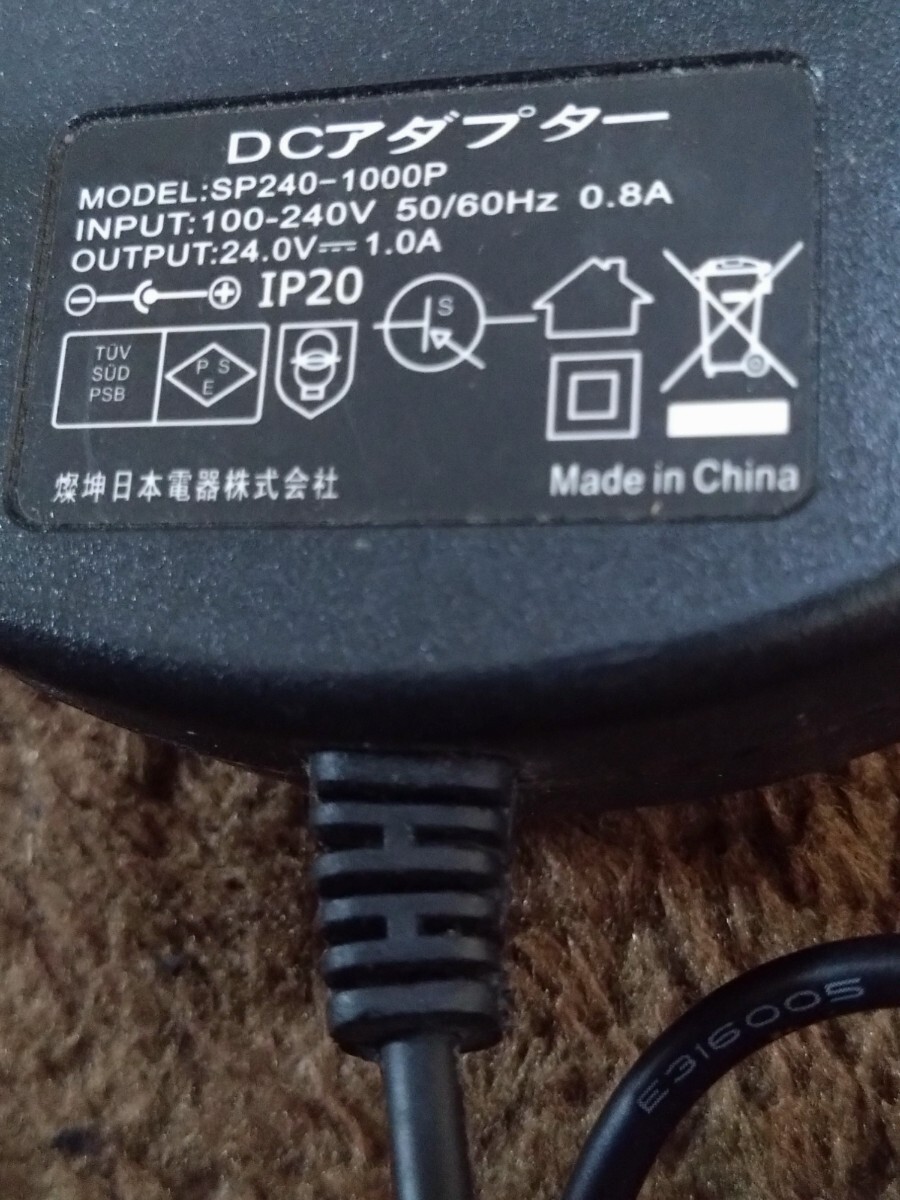 DCアダプター
MODEL:SP240-1000P
INPUT:100-240V 50/60Hz 0.8A
OUTPUT:24.0V⎓1.0A
IP20
S
TÜV
SÜD
PSB
P S
E
燦坤日本電器株式会社
Made in China
E316005